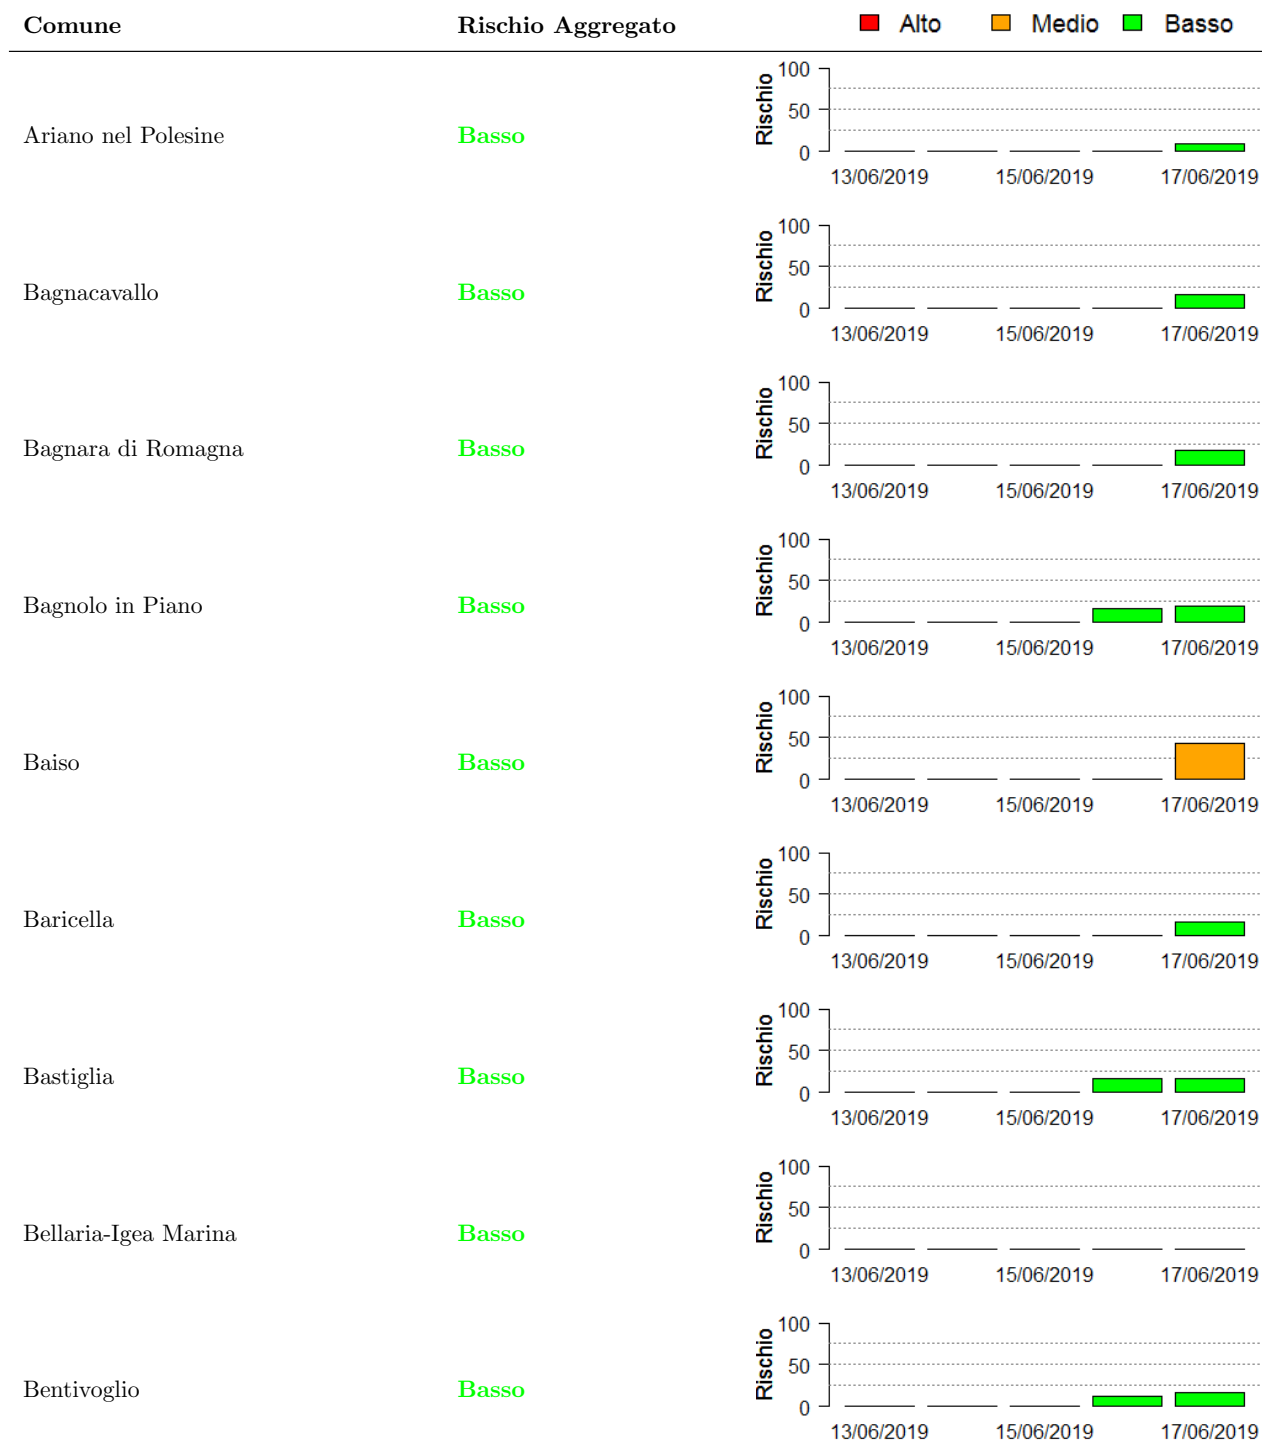 Comune Rischio Aggregato Alto Medio Basso
100
50
0
Rischio
Ariano nel Polesine Basso
13/06/2019 15/06/2019 17/06/2019
100
50
0
Rischio
Bagnacavallo Basso
13/06/2019 15/06/2019 17/06/2019
100
50
0
Rischio
Bagnara di Romagna Basso
13/06/2019 15/06/2019 17/06/2019
100
50
0
Rischio
Bagnolo in Piano Basso
13/06/2019 15/06/2019 17/06/2019
100
50
0
Rischio
Baiso Basso
13/06/2019 15/06/2019 17/06/2019
100
50
0
Rischio
Baricella Basso
13/06/2019 15/06/2019 17/06/2019
100
50
0
Rischio
Bastiglia Basso
13/06/2019 15/06/2019 17/06/2019
100
50
0
Rischio
Bellaria-Igea Marina Basso
13/06/2019 15/06/2019 17/06/2019
100
50
0
Rischio
Bentivoglio Basso
13/06/2019 15/06/2019 17/06/2019